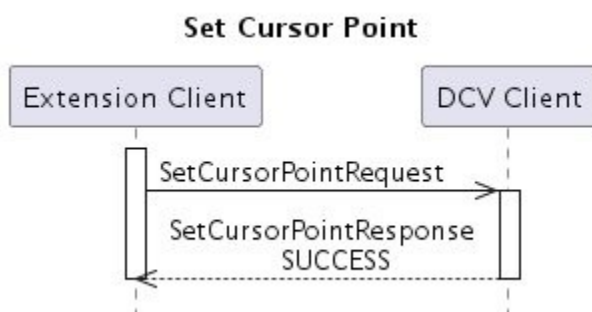 Set Cursor Point
Extension Client
DCV Client
SetCursorPointRequest
SetCursorPointResponse
SUCCESS